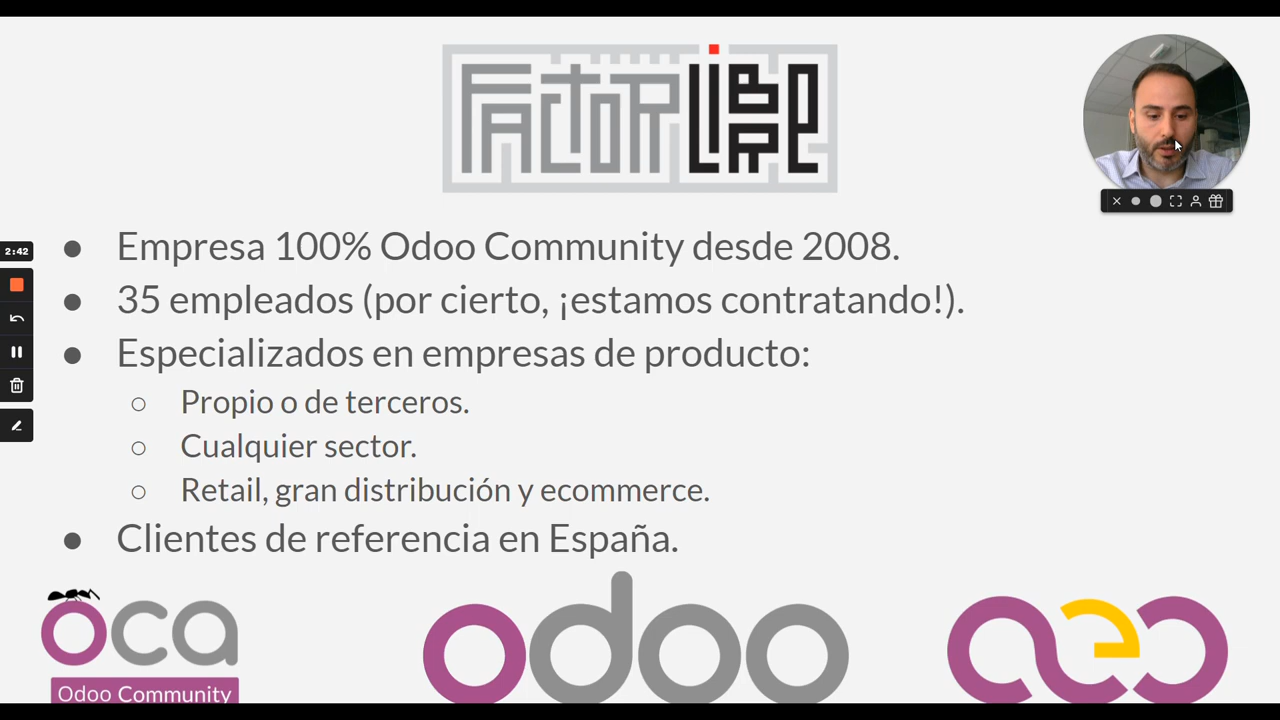 FACTOR LIBRE
2:42
● Empresa 100% Odoo Community desde 2008.
● 35 empleados (por cierto, ¡estamos contratando!).
● Especializados en empresas de producto:
○ Propio o de terceros.
○ Cualquier sector.
○ Retail, gran distribución y ecommerce.
● Clientes de referencia en España.
oca
Odoo Community
odoo
aeo